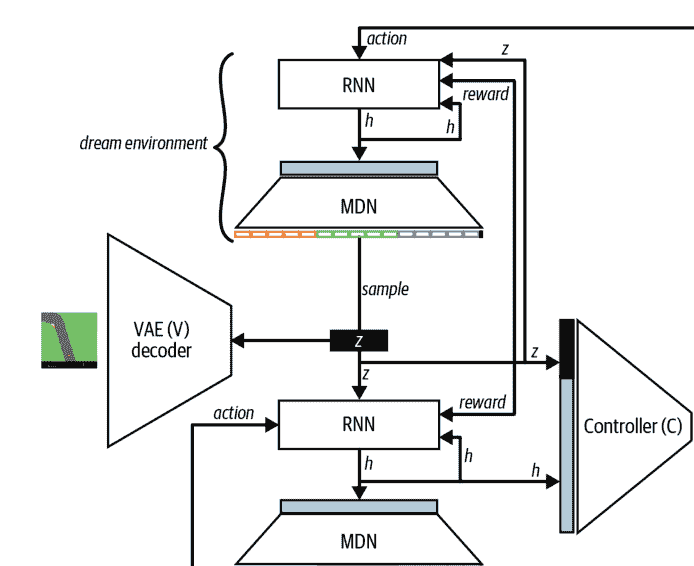 action
z
RNN
reward
h
h
dream environment
MDN
sample
VAE (V)
decoder
z
z
z
action
RNN
reward
Controller (C)
h
h
h
MDN